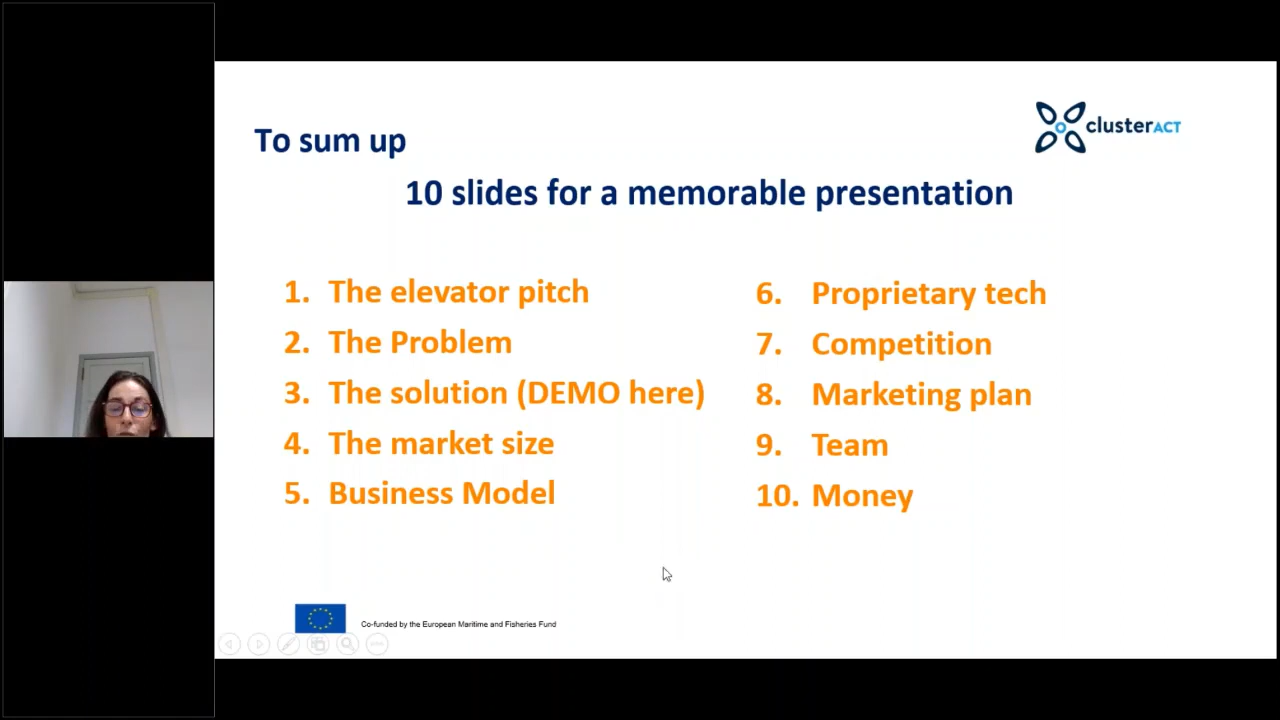 To sum up
clusterACT
10 slides for a memorable presentation
1. The elevator pitch
2. The Problem
3. The solution (DEMO here)
4. The market size
5. Business Model
6. Proprietary tech
7. Competition
8. Marketing plan
9. Team
10. Money
Co-funded by the European Maritime and Fisheries Fund